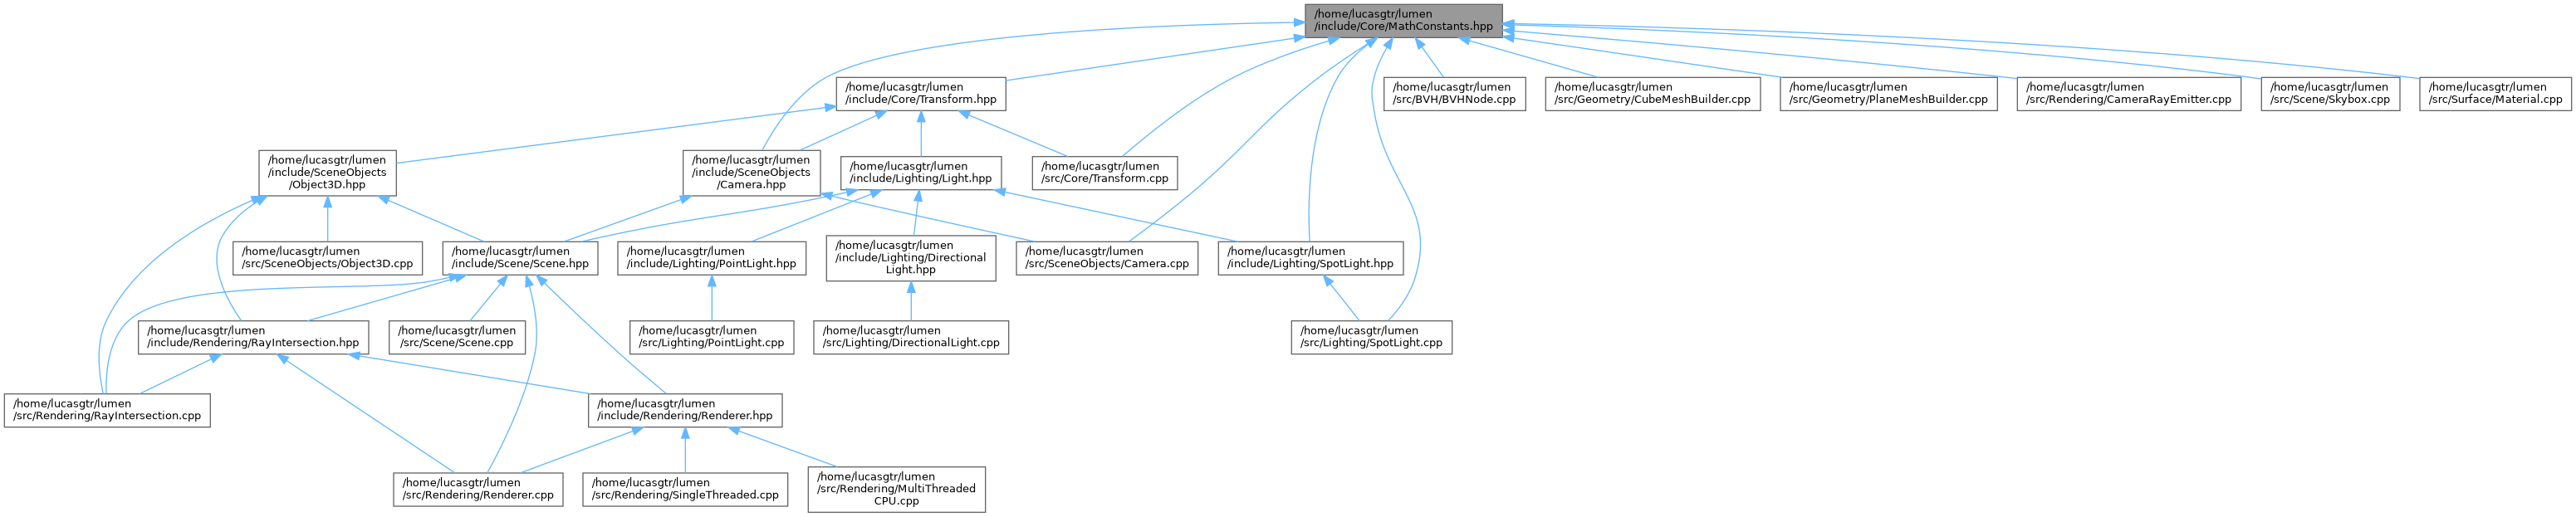 /home/lucasgtr/lumen
/include/Core/MathConstants.hpp
/home/lucasgtr/lumen
/include/Core/Transform.hpp
/home/lucasgtr/lumen
/src/BVH/BVHNode.cpp
/home/lucasgtr/lumen
/src/Geometry/CubeMeshBuilder.cpp
/home/lucasgtr/lumen
/src/Geometry/PlaneMeshBuilder.cpp
/home/lucasgtr/lumen
/src/Rendering/CameraRayEmitter.cpp
/home/lucasgtr/lumen
/src/Scene/Skybox.cpp
/home/lucasgtr/lumen
/src/Surface/Material.cpp
/home/lucasgtr/lumen
/include/SceneObjects
/Object3D.hpp
/home/lucasgtr/lumen
/include/SceneObjects
/Camera.hpp
/home/lucasgtr/lumen
/include/Lighting/Light.hpp
/home/lucasgtr/lumen
/src/Core/Transform.cpp
/home/lucasgtr/lumen
/src/SceneObjects/Object3D.cpp
/home/lucasgtr/lumen
/include/Scene/Scene.hpp
/home/lucasgtr/lumen
/include/Lighting/PointLight.hpp
/home/lucasgtr/lumen
/include/Lighting/Directional
Light.hpp
/home/lucasgtr/lumen
/src/SceneObjects/Camera.cpp
/home/lucasgtr/lumen
/include/Lighting/SpotLight.hpp
/home/lucasgtr/lumen
/include/Rendering/RayIntersection.hpp
/home/lucasgtr/lumen
/src/Scene/Scene.cpp
/home/lucasgtr/lumen
/src/Lighting/PointLight.cpp
/home/lucasgtr/lumen
/src/Lighting/DirectionalLight.cpp
/home/lucasgtr/lumen
/src/Lighting/SpotLight.cpp
/home/lucasgtr/lumen
/src/Rendering/RayIntersection.cpp
/home/lucasgtr/lumen
/include/Rendering/Renderer.hpp
/home/lucasgtr/lumen
/src/Rendering/Renderer.cpp
/home/lucasgtr/lumen
/src/Rendering/SingleThreaded.cpp
/home/lucasgtr/lumen
/src/Rendering/MultiThreaded
CPU.cpp